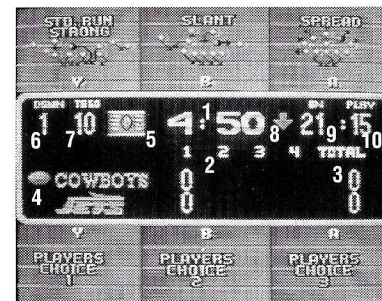 STD. RUN STRONG SLANT SPREAD
Y B A
DOWN TOGO ON PLAY
1 10 0 4:50 21 :15
1
6 7 5 8 9 10
1 2 3 4 TOTAL
2
4 COWBOYS 0 3 0
JETS 0 0
Y B A
PLAYERS CHOICE 1 PLAYERS CHOICE 2 PLAYERS CHOICE 3